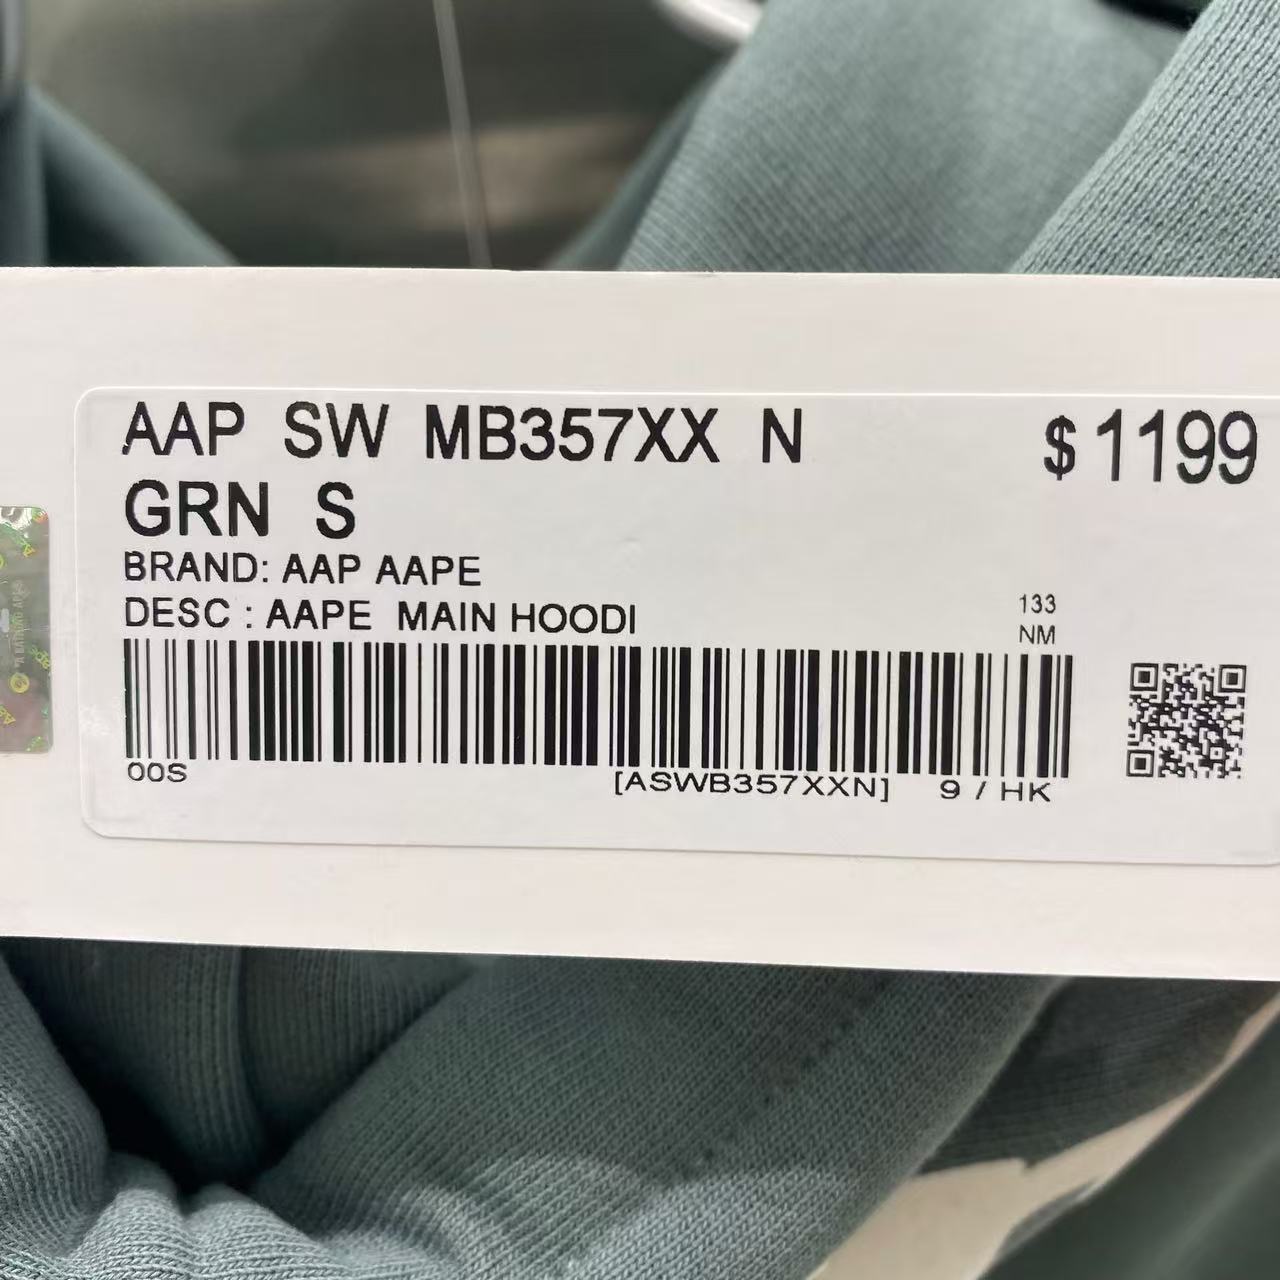 AAP SW MB357XX N
$1199
GRN S
BRAND: AAP AAPE
DESC : AAPE MAIN HOODI
133
NM
00S
[ASWB357XXN] 9 / HK